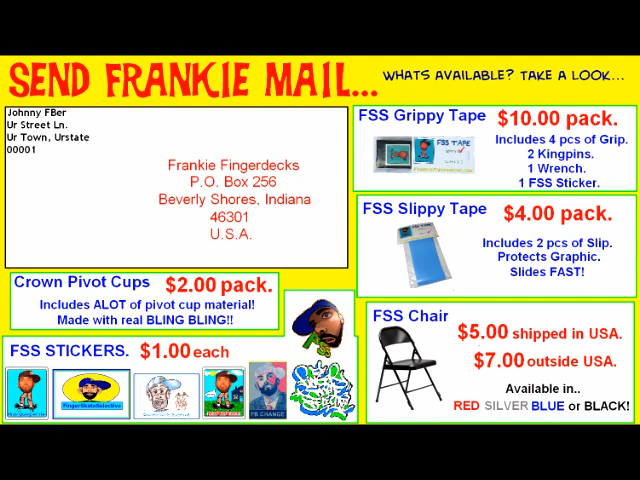 SEND FRANKIE MAIL...
WHATS AVAILABLE? TAKE A LOOK...
Johnny FBer
Ur Street Ln.
Ur Town, Urstate
00001
Frankie Fingerdecks
P.O. Box 256
Beverly Shores, Indiana
46301
U.S.A.
FSS Grippy Tape
$10.00 pack.
Includes 4 pcs of Grip.
2 Kingpins.
1 Wrench.
1 FSS Sticker.
FSS TAPE
FSS Slippy Tape
$4.00 pack.
Includes 2 pcs of Slip.
Protects Graphic.
Slides FAST!
Crown Pivot Cups
$2.00 pack.
Includes ALOT of pivot cup material!
Made with real BLING BLING!!
FSS STICKERS.
$1.00 each
FingerSkateSelective
FB CHANGE
FSS Chair
$5.00 shipped in USA.
$7.00 outside USA.
Available in..
RED SILVER BLUE or BLACK!